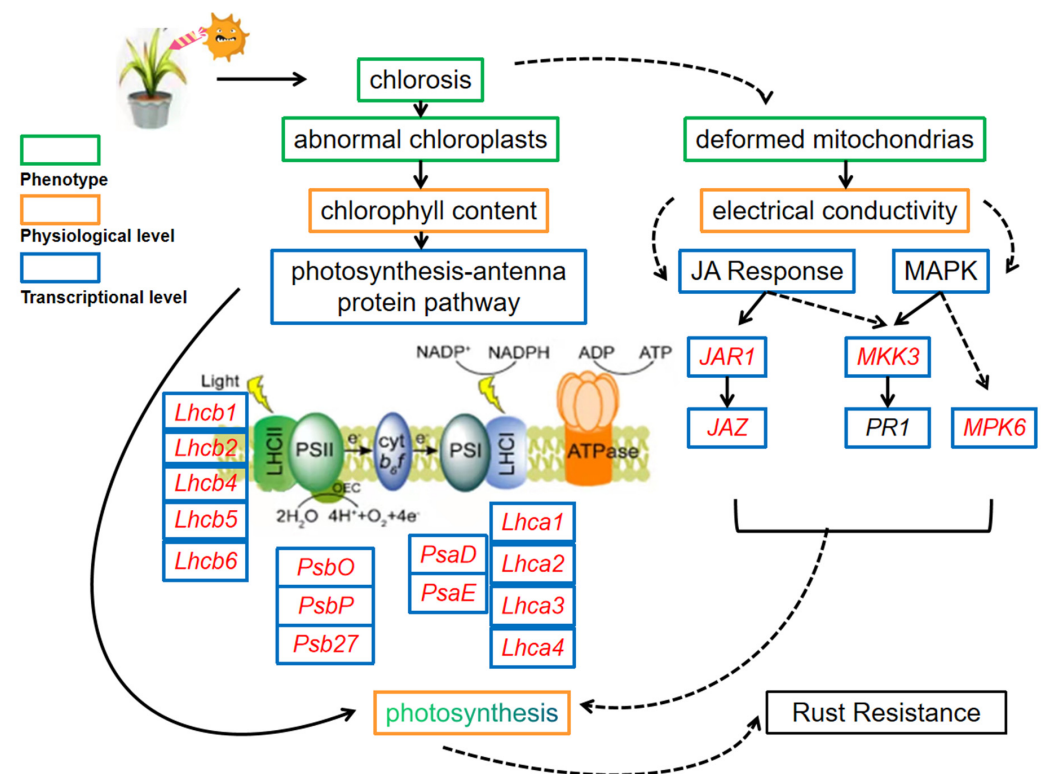 chlorosis
abnormal chloroplasts
deformed mitochondrias
Phenotype
chlorophyll content
electrical conductivity
Physiological level
photosynthesis-antenna
protein pathway
JA Response
MAPK
Transcriptional level
NADP⁺ NADPH ADP ATP
JAR1
MKK3
Light
Lhcb1
Lhcb2
Lhcb4
Lhcb5
Lhcb6
JAZ
PR1
MPK6
LHCII
PSII
e⁻
cyt
b₆f
e⁻
PSI
LHCI
ATPase
OEC
2H₂O 4H⁺+O₂+4e⁻
PsbO
PsbP
Psb27
PsaD
PsaE
Lhca1
Lhca2
Lhca3
Lhca4
photosynthesis
Rust Resistance